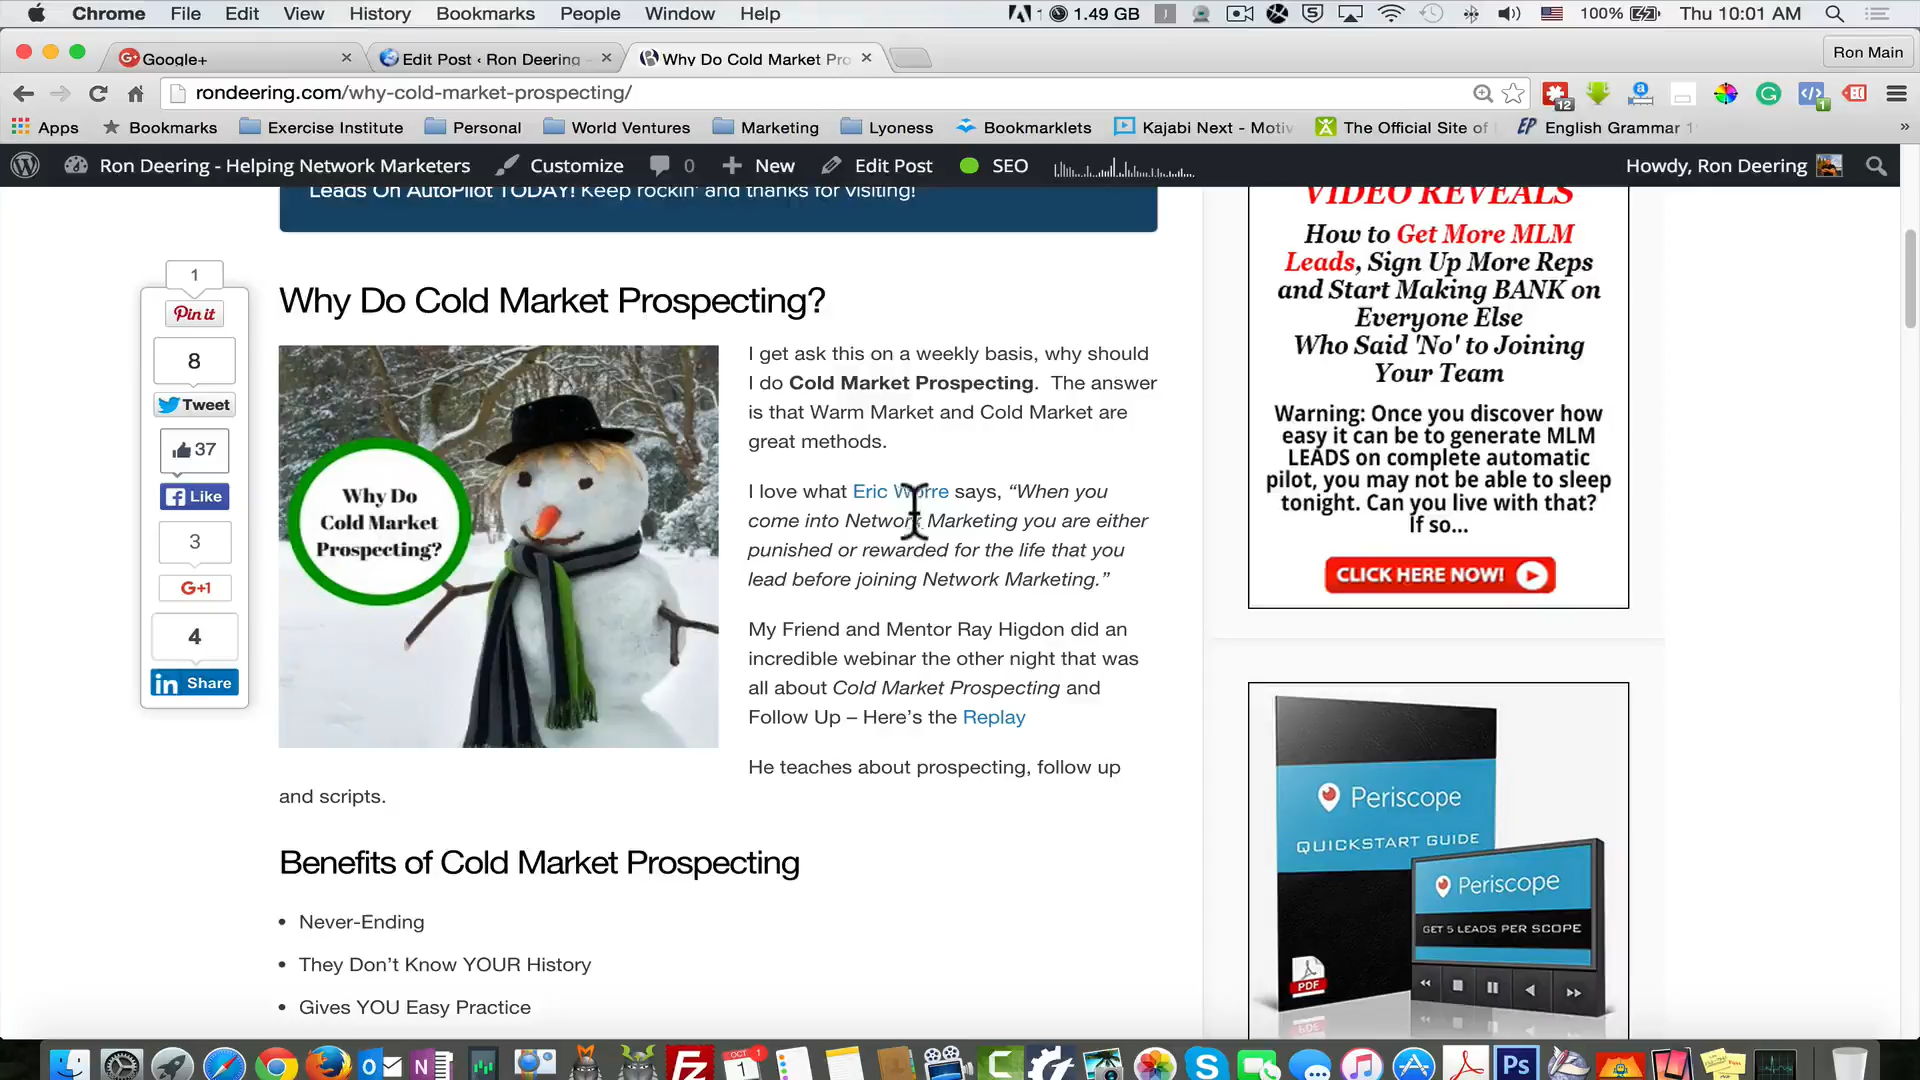 Chrome File Edit View History Bookmarks People Window Help 1 1.49 GB 100% Thu 10:01 AM
Google+ Edit Post ‹ Ron Deering Why Do Cold Market Pro Ron Main
rondeering.com/why-cold-market-prospecting/ 12 1
Apps Bookmarks Exercise Institute Personal World Ventures Marketing Lyoness Bookmarklets Kajabi Next - Motiv The Official Site of EP English Grammar »
Ron Deering - Helping Network Marketers Customize 0 New Edit Post SEO Howdy, Ron Deering
Leads On AutoPilot TODAY! Keep rockin' and thanks for visiting!
1
Pin it
8
Tweet
37
Like
3
G+1
4
in Share
Why Do Cold Market Prospecting?
Why Do
Cold Market
Prospecting?
I get ask this on a weekly basis, why should
I do Cold Market Prospecting.  The answer
is that Warm Market and Cold Market are
great methods.
I love what Eric Worre says, “When you
come into Network Marketing you are either
punished or rewarded for the life that you
lead before joining Network Marketing.”
My Friend and Mentor Ray Higdon did an
incredible webinar the other night that was
all about Cold Market Prospecting and
Follow Up – Here’s the Replay
He teaches about prospecting, follow up
and scripts.
Benefits of Cold Market Prospecting
• Never-Ending
• They Don’t Know YOUR History
• Gives YOU Easy Practice
VIDEO REVEALS
How to Get More MLM
Leads, Sign Up More Reps
and Start Making BANK on
Everyone Else
Who Said 'No' to Joining
Your Team
Warning: Once you discover how
easy it can be to generate MLM
LEADS on complete automatic
pilot, you may not be able to sleep
tonight. Can you live with that?
If so...
CLICK HERE NOW!
Periscope
QUICKSTART GUIDE
PDF
Periscope
GET 5 LEADS PER SCOPE
OCT 1
1
Fz
Ps